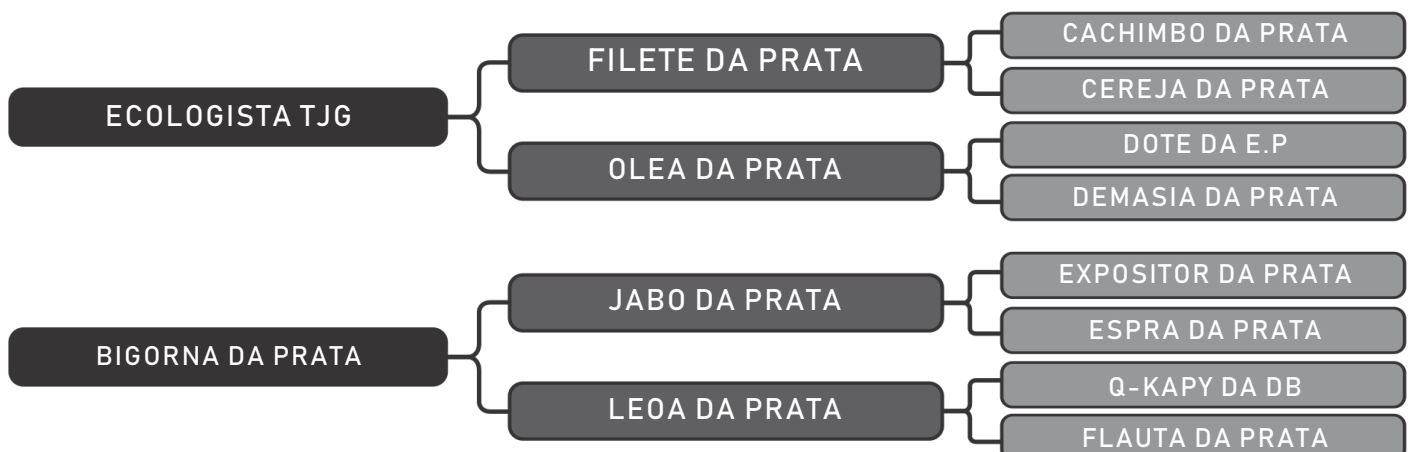 ECOLOGISTA TJG
FILETE DA PRATA
CACHIMBO DA PRATA
CEREJA DA PRATA
OLEA DA PRATA
DOTE DA E.P
DEMASIA DA PRATA
BIGORNA DA PRATA
JABO DA PRATA
EXPOSITOR DA PRATA
ESPRA DA PRATA
LEOA DA PRATA
Q-KAPY DA DB
FLAUTA DA PRATA